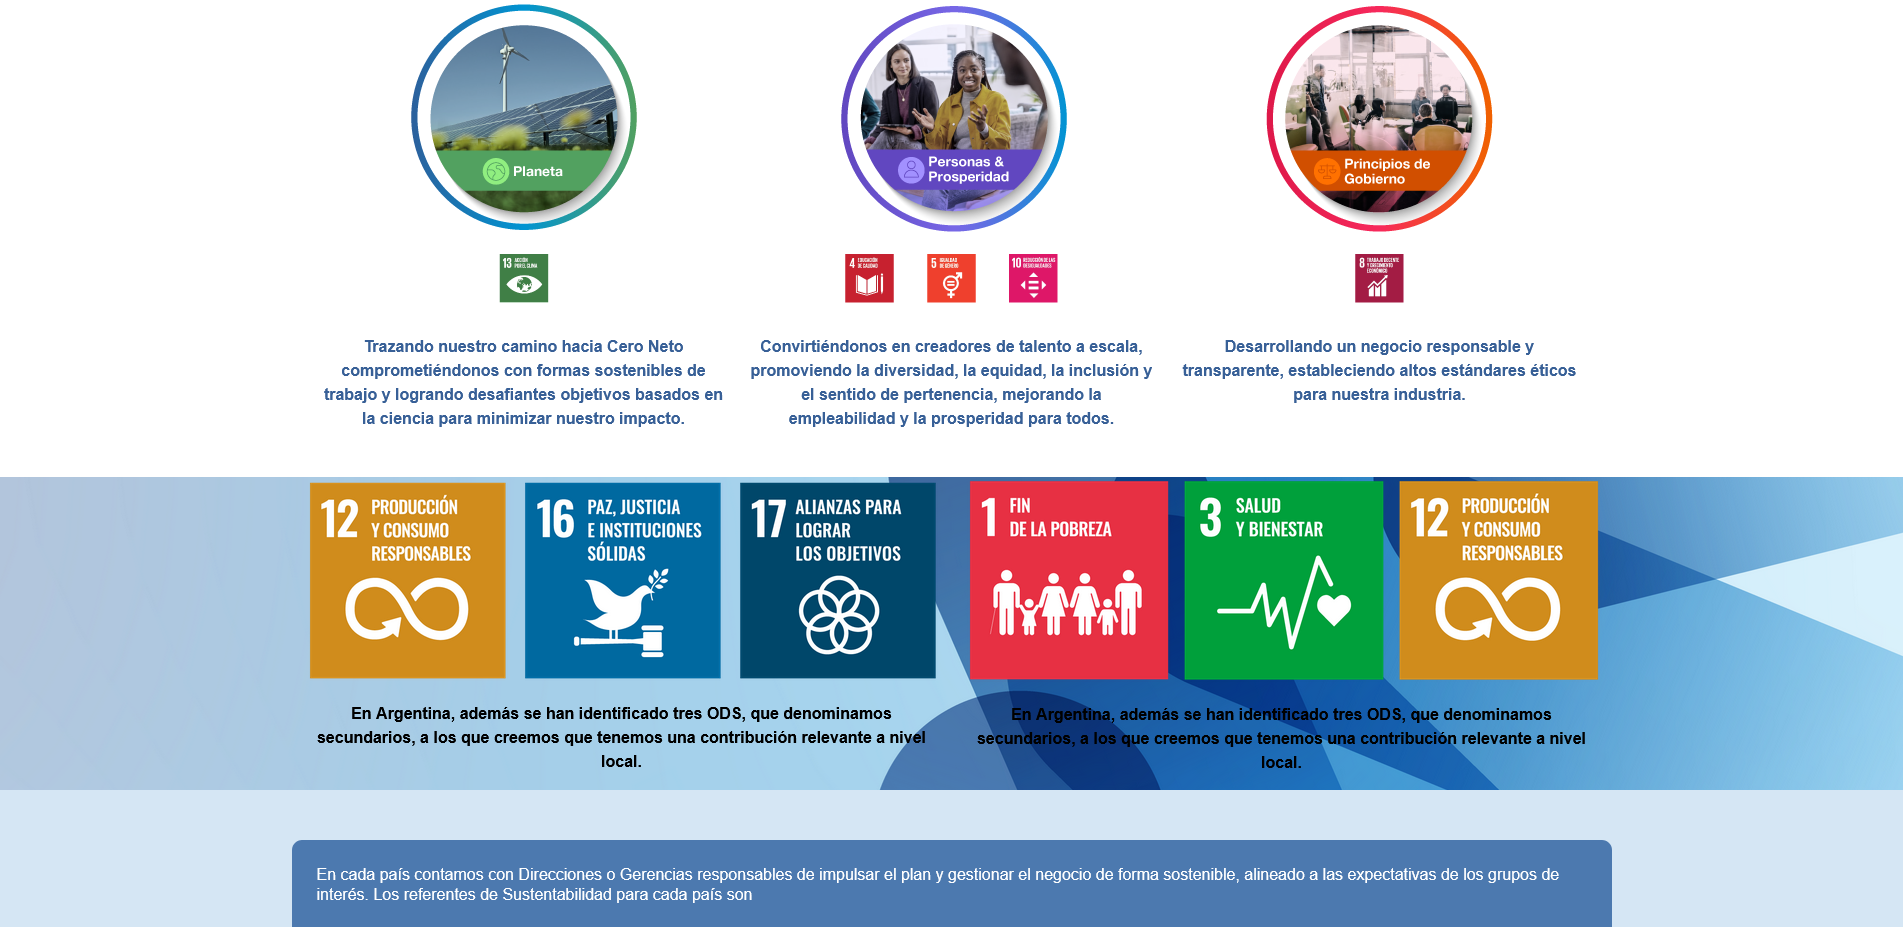 Planeta
Personas &
Prosperidad
Principios de
Gobierno
13 ACCIÓN
POR EL CLIMA
4 EDUCACIÓN
DE CALIDAD
5 IGUALDAD
DE GÉNERO
10 REDUCCIÓN DE LAS
DESIGUALDADES
8 TRABAJO DECENTE
Y CRECIMIENTO
ECONÓMICO
Trazando nuestro camino hacia Cero Neto
comprometiéndonos con formas sostenibles de
trabajo y logrando desafiantes objetivos basados en
la ciencia para minimizar nuestro impacto.
Convirtiéndonos en creadores de talento a escala,
promoviendo la diversidad, la equidad, la inclusión y
el sentido de pertenencia, mejorando la
empleabilidad y la prosperidad para todos.
Desarrollando un negocio responsable y
transparente, estableciendo altos estándares éticos
para nuestra industria.
12 PRODUCCIÓN
Y CONSUMO
RESPONSABLES
16 PAZ, JUSTICIA
E INSTITUCIONES
SÓLIDAS
17 ALIANZAS PARA
LOGRAR
LOS OBJETIVOS
1 FIN
DE LA POBREZA
3 SALUD
Y BIENESTAR
12 PRODUCCIÓN
Y CONSUMO
RESPONSABLES
En Argentina, además se han identificado tres ODS, que denominamos
secundarios, a los que creemos que tenemos una contribución relevante a nivel
local.
En Argentina, además se han identificado tres ODS, que denominamos
secundarios, a los que creemos que tenemos una contribución relevante a nivel
local.
En cada país contamos con Direcciones o Gerencias responsables de impulsar el plan y gestionar el negocio de forma sostenible, alineado a las expectativas de los grupos de
interés. Los referentes de Sustentabilidad para cada país son